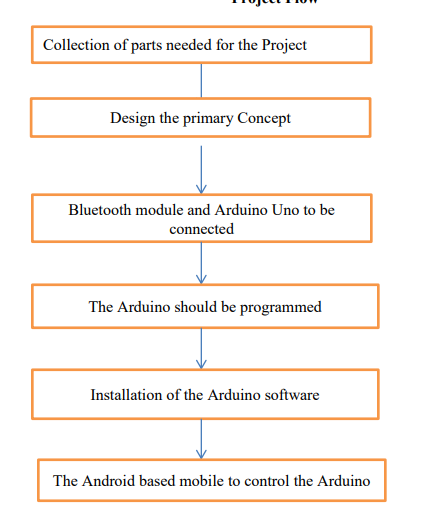 Project Flow
Collection of parts needed for the Project
Design the primary Concept
Bluetooth module and Arduino Uno to be
connected
The Arduino should be programmed
Installation of the Arduino software
The Android based mobile to control the Arduino